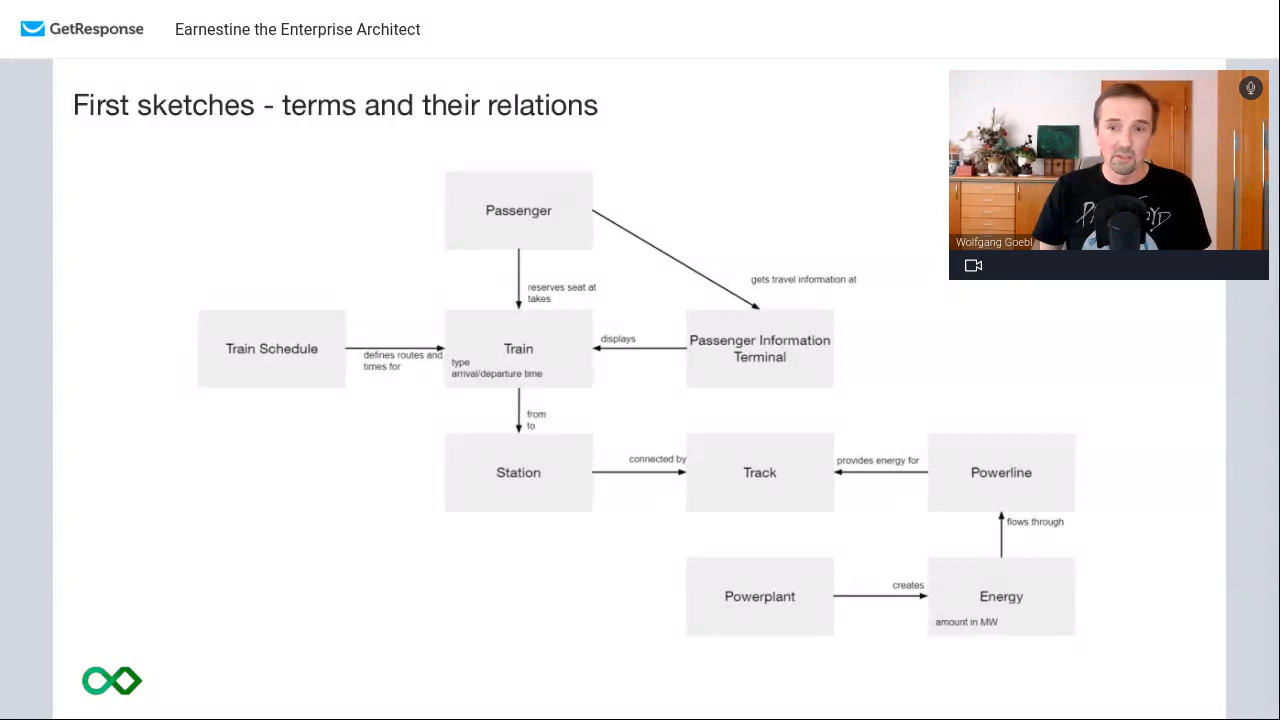 GetResponse
Earnestine the Enterprise Architect
First sketches - terms and their relations
Wolfgang Goebl
Passenger
gets travel information at
reserves seat at
takes
Train Schedule
defines routes and
times for
Train
type
arrival/departure time
displays
Passenger Information
Terminal
from
to
Station
connected by
Track
provides energy for
Powerline
flows through
Powerplant
creates
Energy
amount in MW